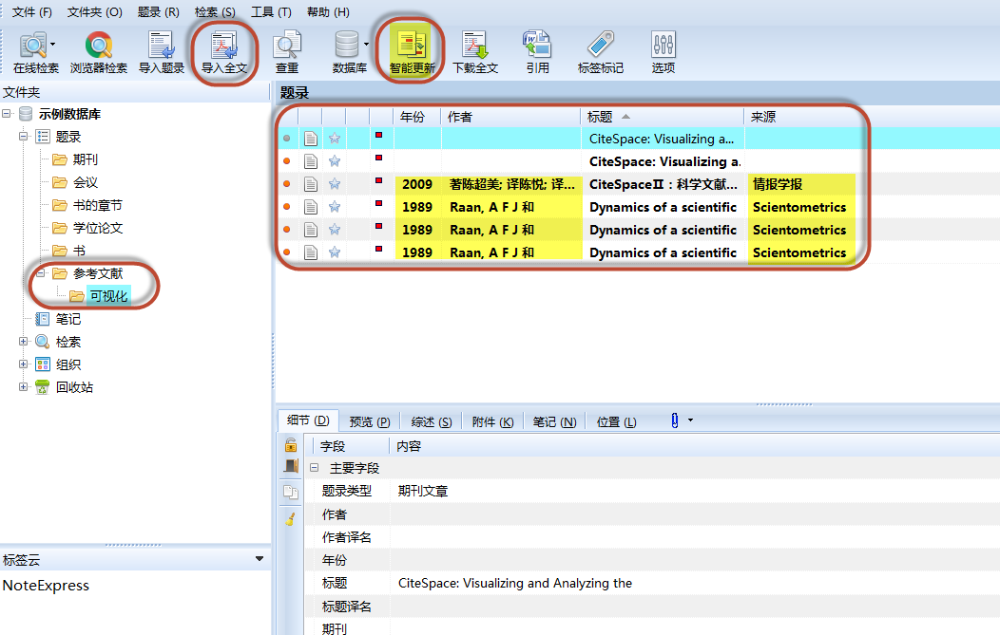 文件 (F) 文件夹 (O) 题录 (R) 检索 (S) 工具 (T) 帮助 (H)
在线检索 浏览器检索 导入题录 导入全文 查重 数据库 智能更新 下载全文 引用 标签标记 选项
文件夹
示例数据库
题录
期刊
会议
书的章节
学位论文
书
参考文献
可视化
笔记
检索
组织
回收站
标签云
NoteExpress
题录
年份 作者 标题 来源
CiteSpace: Visualizing a...
CiteSpace: Visualizing a.
2009 著陈超美; 译陈悦; 译... CiteSpaceⅡ：科学文献... 情报学报
1989 Raan, A F J 和 Dynamics of a scientific Scientometrics
1989 Raan, A F J 和 Dynamics of a scientific Scientometrics
1989 Raan, A F J 和 Dynamics of a scientific Scientometrics
细节 (D) 预览 (P) 综述 (S) 附件 (K) 笔记 (N) 位置 (L)
字段 内容
主要字段
题录类型 期刊文章
作者
作者译名
年份
标题 CiteSpace: Visualizing and Analyzing the
标题译名
期刊